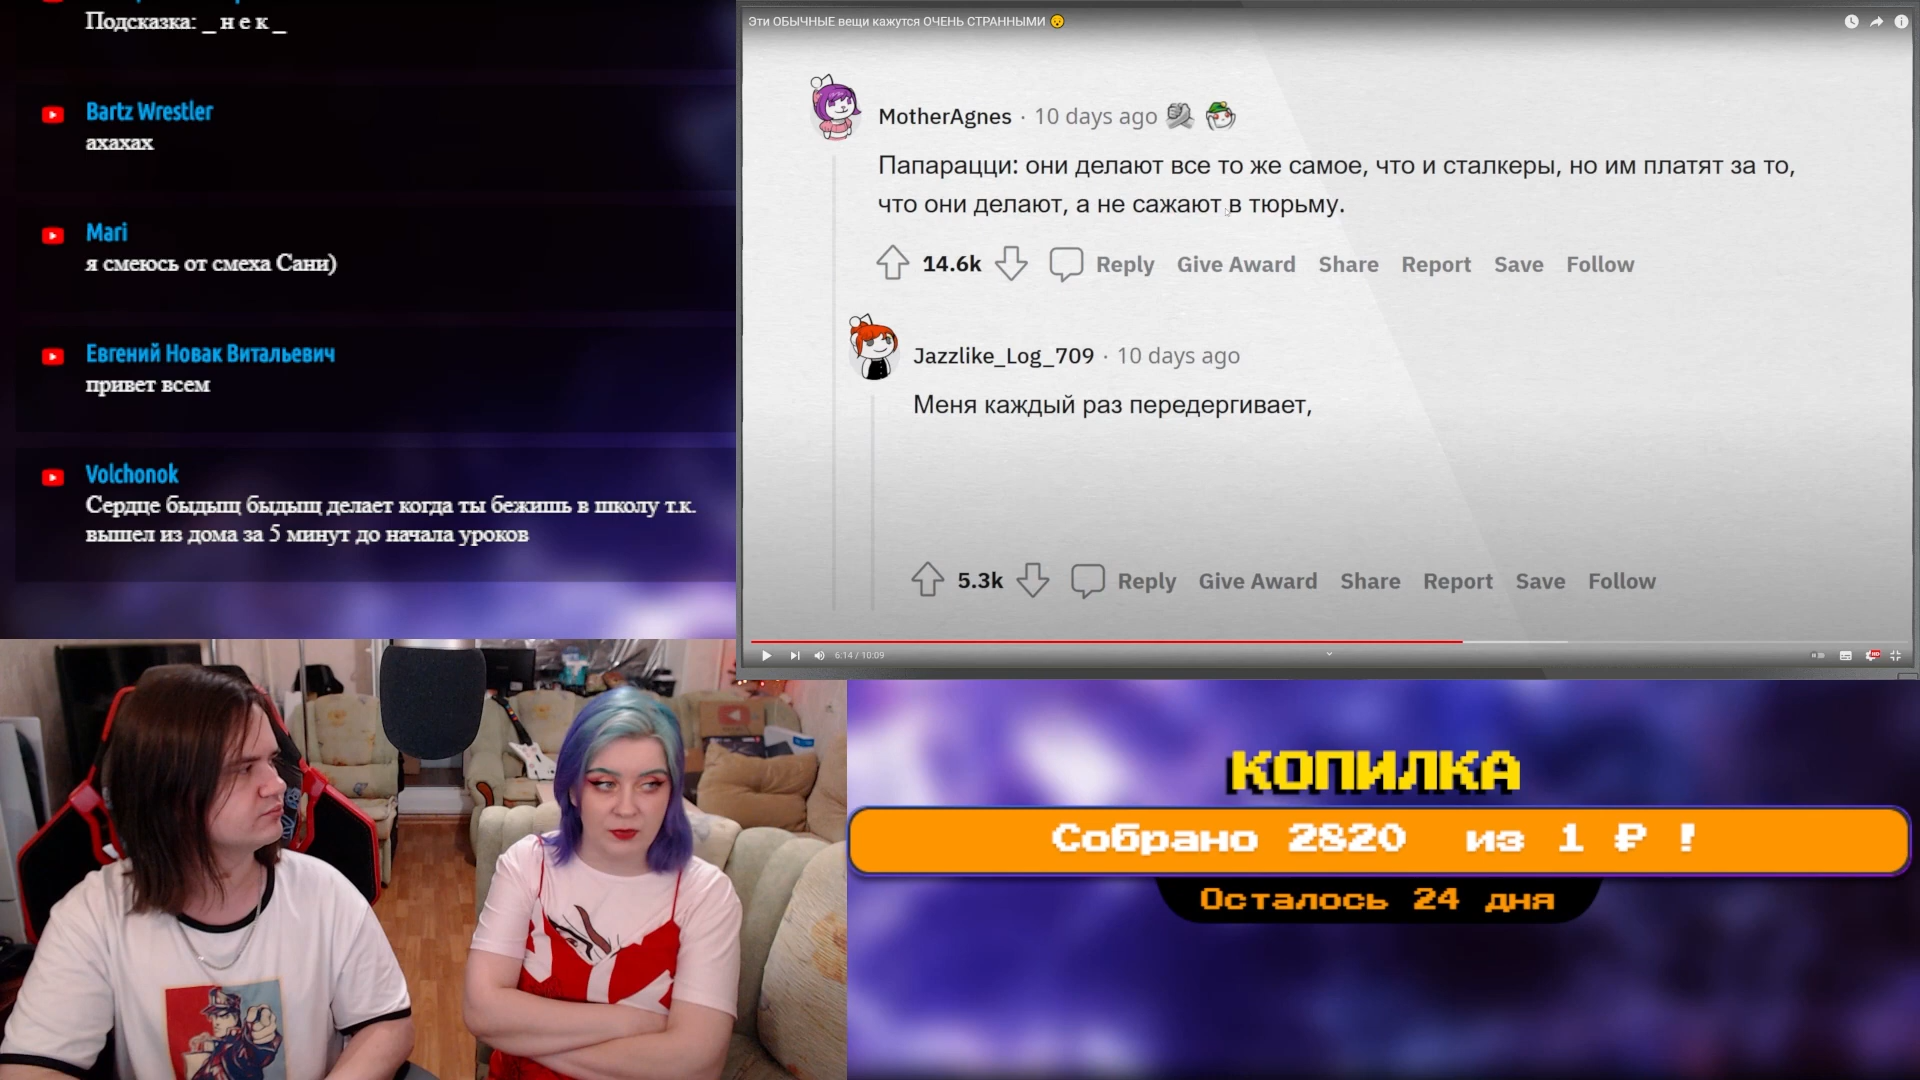 Подсказка: _ н е к _
Bartz Wrestler
ахахах
Mari
я смеюсь от смеха Сани)
Евгений Новак Витальевич
привет всем
Volchonok
Сердце быдыщ быдыщ делает когда ты бежишь в школу т.к.
вышел из дома за 5 минут до начала уроков
Эти ОБЫЧНЫЕ вещи кажутся ОЧЕНЬ СТРАННЫМИ 😮
MotherAgnes · 10 days ago
Папарацци: они делают все то же самое, что и сталкеры, но им платят за то,
что они делают, а не сажают в тюрьму.
14.6k Reply Give Award Share Report Save Follow
Jazzlike_Log_709 · 10 days ago
Меня каждый раз передергивает,
5.3k Reply Give Award Share Report Save Follow
6:14 / 10:09
HD
КОПИЛКА
Собрано 2820 из 1 ₽ !
Осталось 24 дня